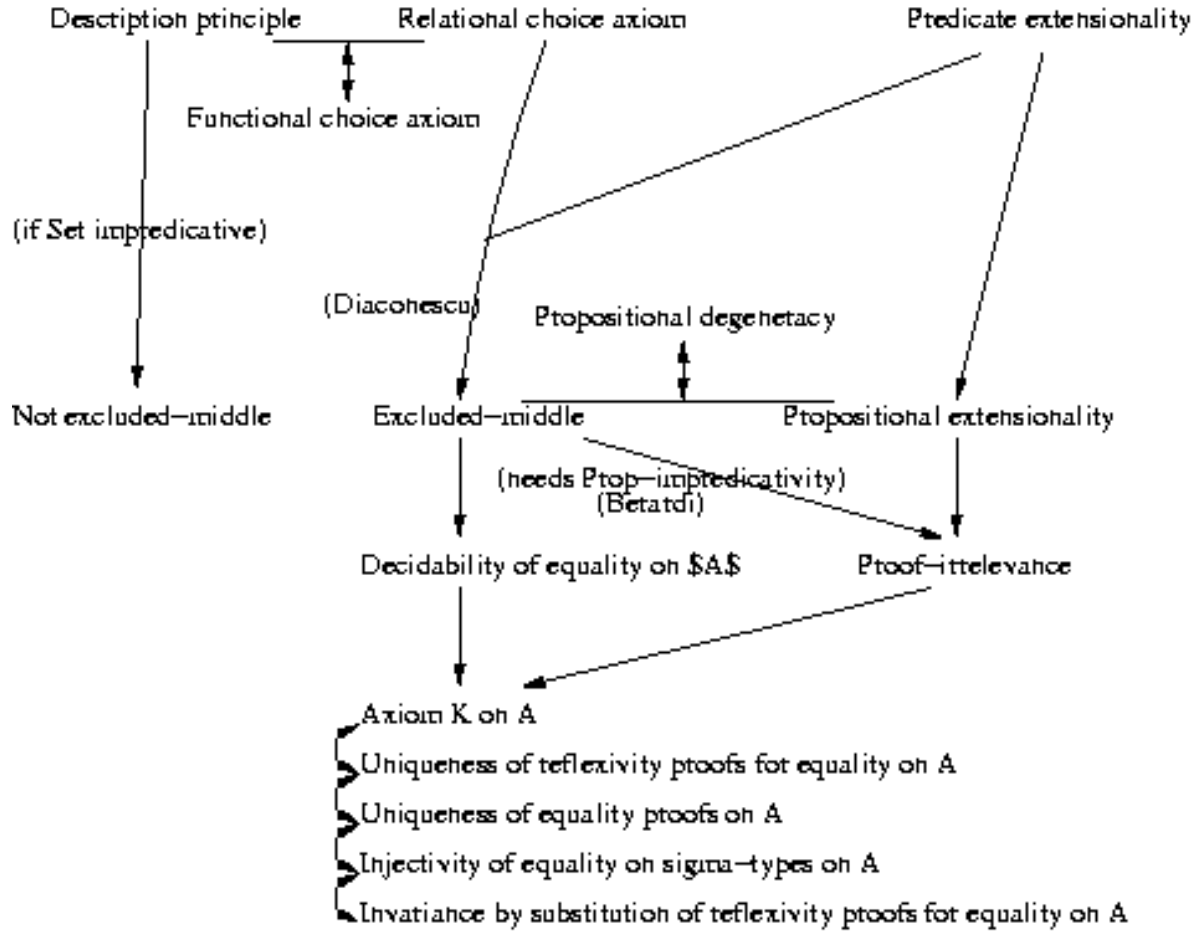 Description principle Relational choice axiom Predicate extensionality
Functional choice axiom
(if Set impredicative)
(Diaconescu)
Propositional degeneracy
Not excluded-middle Excluded-middle Propositional extensionality
(needs Prop-impredicativity)
(Berardi)
Decidability of equality on $A$ Proof-irrelevance
Axiom K on A
Uniqueness of reflexivity proofs for equality on A
Uniqueness of equality proofs on A
Injectivity of equality on sigma-types on A
Invariance by substitution of reflexivity proofs for equality on A